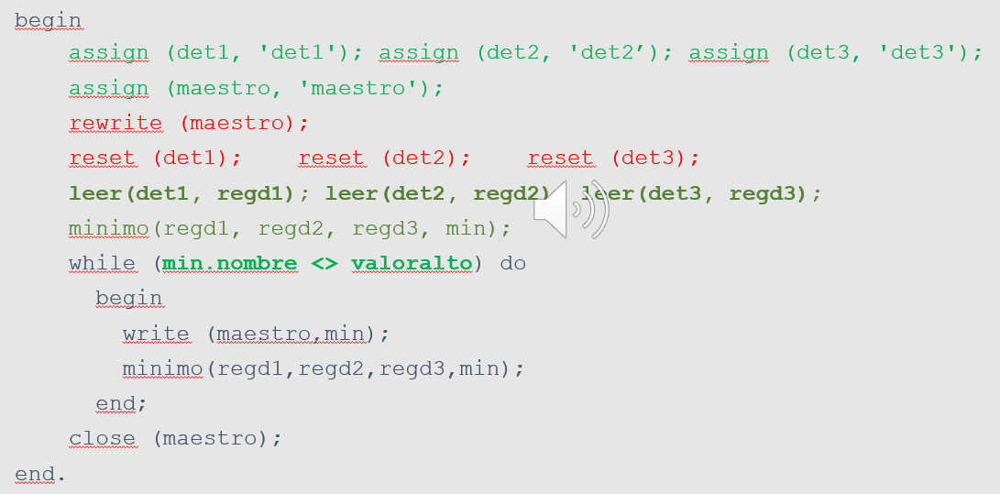 begin
assign (det1, 'det1'); assign (det2, 'det2’); assign (det3, 'det3');
assign (maestro, 'maestro');
rewrite (maestro);
reset (det1); reset (det2); reset (det3);
leer(det1, regd1); leer(det2, regd2) leer(det3, regd3);
minimo(regd1, regd2, regd3, min);
while (min.nombre <> valoralto) do
begin
write (maestro,min);
minimo(regd1,regd2,regd3,min);
end;
close (maestro);
end.